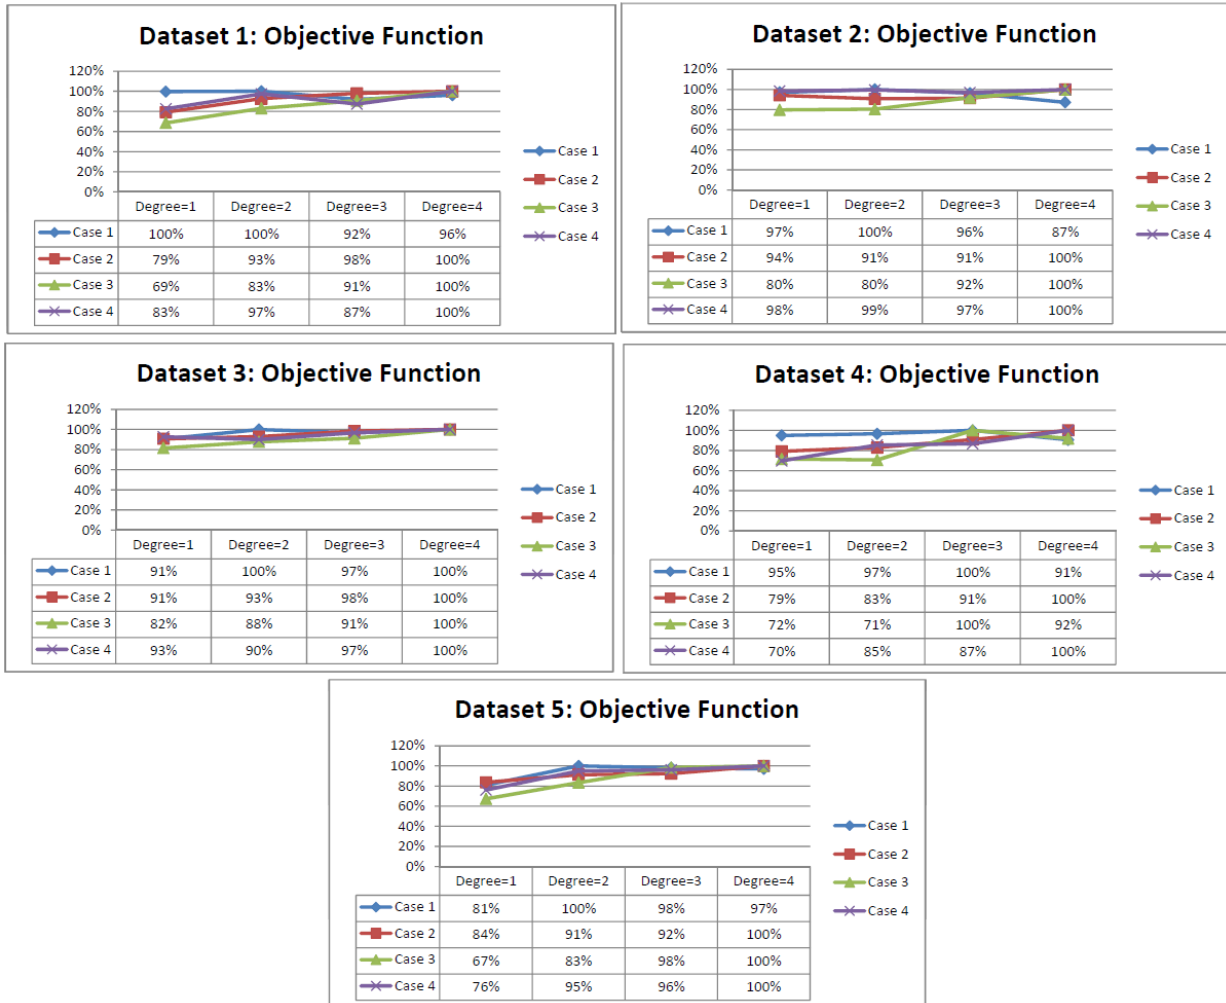 Dataset 1: Objective Function
120%
100%
80%
60%
40%
20%
0%
Case 1
Case 2
Case 3
Case 4
Degree=1 Degree=2 Degree=3 Degree=4
Case 1 100% 100% 92% 96%
Case 2 79% 93% 98% 100%
Case 3 69% 83% 91% 100%
Case 4 83% 97% 87% 100%
Dataset 2: Objective Function
120%
100%
80%
60%
40%
20%
0%
Case 1
Case 2
Case 3
Case 4
Degree=1 Degree=2 Degree=3 Degree=4
Case 1 97% 100% 96% 87%
Case 2 94% 91% 91% 100%
Case 3 80% 80% 92% 100%
Case 4 98% 99% 97% 100%
Dataset 3: Objective Function
120%
100%
80%
60%
40%
20%
0%
Case 1
Case 2
Case 3
Case 4
Degree=1 Degree=2 Degree=3 Degree=4
Case 1 91% 100% 97% 100%
Case 2 91% 93% 98% 100%
Case 3 82% 88% 91% 100%
Case 4 93% 90% 97% 100%
Dataset 4: Objective Function
120%
100%
80%
60%
40%
20%
0%
Case 1
Case 2
Case 3
Case 4
Degree=1 Degree=2 Degree=3 Degree=4
Case 1 95% 97% 100% 91%
Case 2 79% 83% 91% 100%
Case 3 72% 71% 100% 92%
Case 4 70% 85% 87% 100%
Dataset 5: Objective Function
120%
100%
80%
60%
40%
20%
0%
Case 1
Case 2
Case 3
Case 4
Degree=1 Degree=2 Degree=3 Degree=4
Case 1 81% 100% 98% 97%
Case 2 84% 91% 92% 100%
Case 3 67% 83% 98% 100%
Case 4 76% 95% 96% 100%